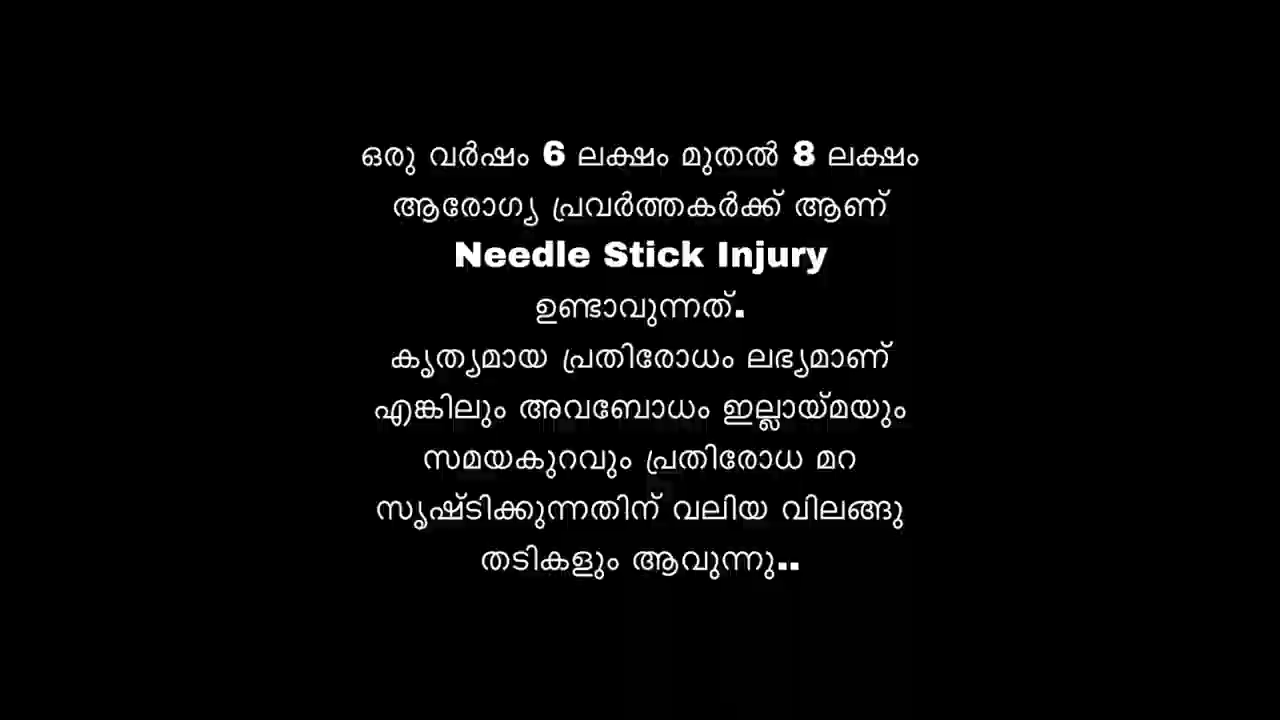 ഒരു വർഷം 6 ലക്ഷം മുതൽ 8 ലക്ഷം
ആരോഗ്യ പ്രവർത്തകർക്ക് ആണ്
Needle Stick Injury
ഉണ്ടാവുന്നത്.
കൃത്യമായ പ്രതിരോധം ലഭ്യമാണ്
എങ്കിലും അവബോധം ഇല്ലായ്മയും
സമയകുറവും പ്രതിരോധ മറ
സൃഷ്ടിക്കുന്നതിന് വലിയ വിലങ്ങു
തടികളും ആവുന്നു..